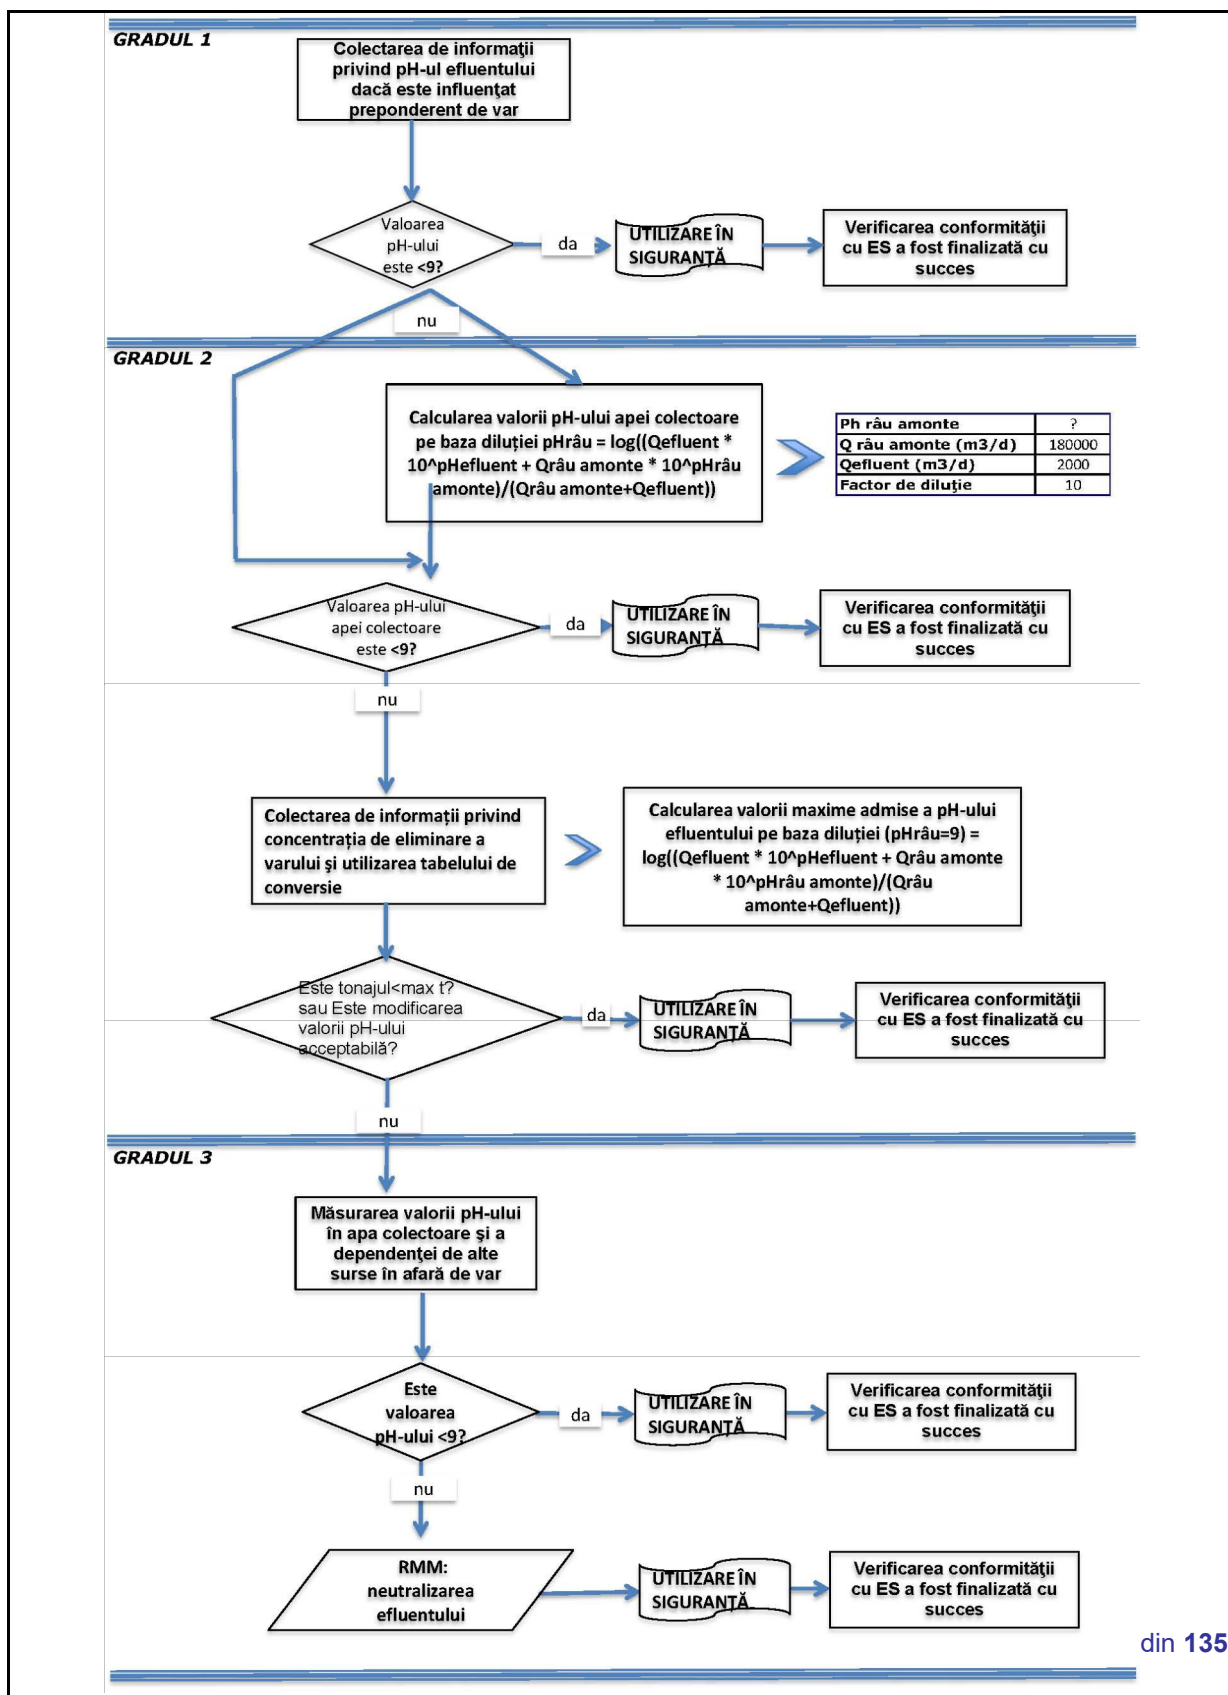 GRADUL 1
Colectarea de informaţii
privind pH-ul efluentului
dacă este influenţat
preponderent de var
Valoarea
pH-ului
este <9?
da
UTILIZARE ÎN
SIGURANȚĂ
Verificarea conformităţii
cu ES a fost finalizată cu
succes
nu
GRADUL 2
Calcularea valorii pH-ului apei colectoare
pe baza diluției pHrâu = log((Qefluent *
10^pHefluent + Qrâu amonte * 10^pHrâu
amonte)/(Qrâu amonte+Qefluent))
Ph râu amonte ?
Q râu amonte (m3/d) 180000
Qefluent (m3/d) 2000
Factor de diluţie 10
Valoarea pH-ului
apei colectoare
este <9?
da
UTILIZARE ÎN
SIGURANȚĂ
Verificarea conformităţii
cu ES a fost finalizată cu
succes
nu
Colectarea de informații privind
concentrația de eliminare a
varului şi utilizarea tabelului de
conversie
Calcularea valorii maxime admise a pH-ului
efluentului pe baza diluției (pHrâu=9) =
log((Qefluent * 10^pHefluent + Qrâu amonte
* 10^pHrâu amonte)/(Qrâu
amonte+Qefluent))
Este tonajul<max t?
sau Este modificarea
valorii pH-ului
acceptabilă?
da
UTILIZARE ÎN
SIGURANȚĂ
Verificarea conformităţii
cu ES a fost finalizată cu
succes
nu
GRADUL 3
Măsurarea valorii pH-ului
în apa colectoare şi a
dependenţei de alte
surse în afară de var
Este
valoarea
pH-ului <9?
da
UTILIZARE ÎN
SIGURANȚĂ
Verificarea conformităţii
cu ES a fost finalizată cu
succes
nu
RMM:
neutralizarea
efluentului
UTILIZARE ÎN
SIGURANȚĂ
Verificarea conformităţii
cu ES a fost finalizată cu
succes
din 135